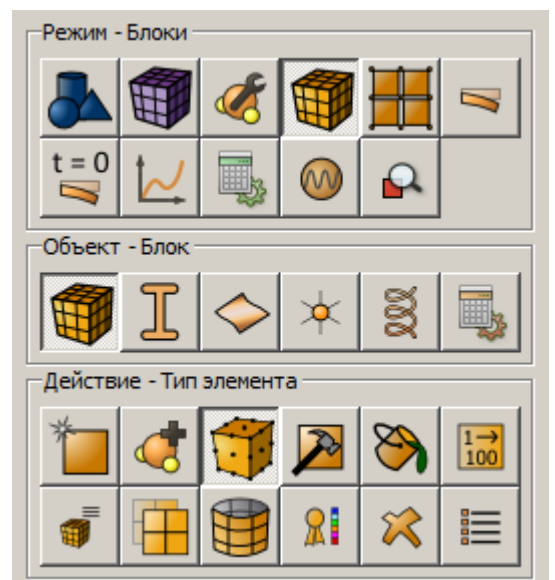 Режим - Блоки
t = 0
Объект - Блок
Действие - Тип элемента
1→
100